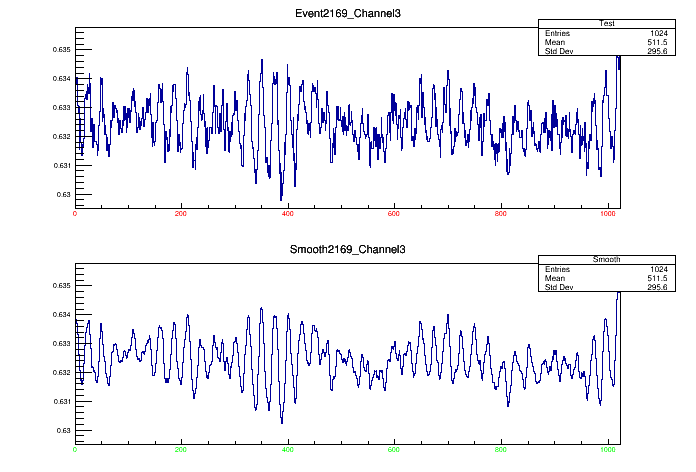 Event2169_Channel3
Test
Entries 1024
Mean 511.5
Std Dev 295.6
0.635
0.634
0.633
0.632
0.631
0.63
0 200 400 600 800 1000
Smooth2169_Channel3
Smooth
Entries 1024
Mean 511.5
Std Dev 295.6
0.635
0.634
0.633
0.632
0.631
0.63
0 200 400 600 800 1000